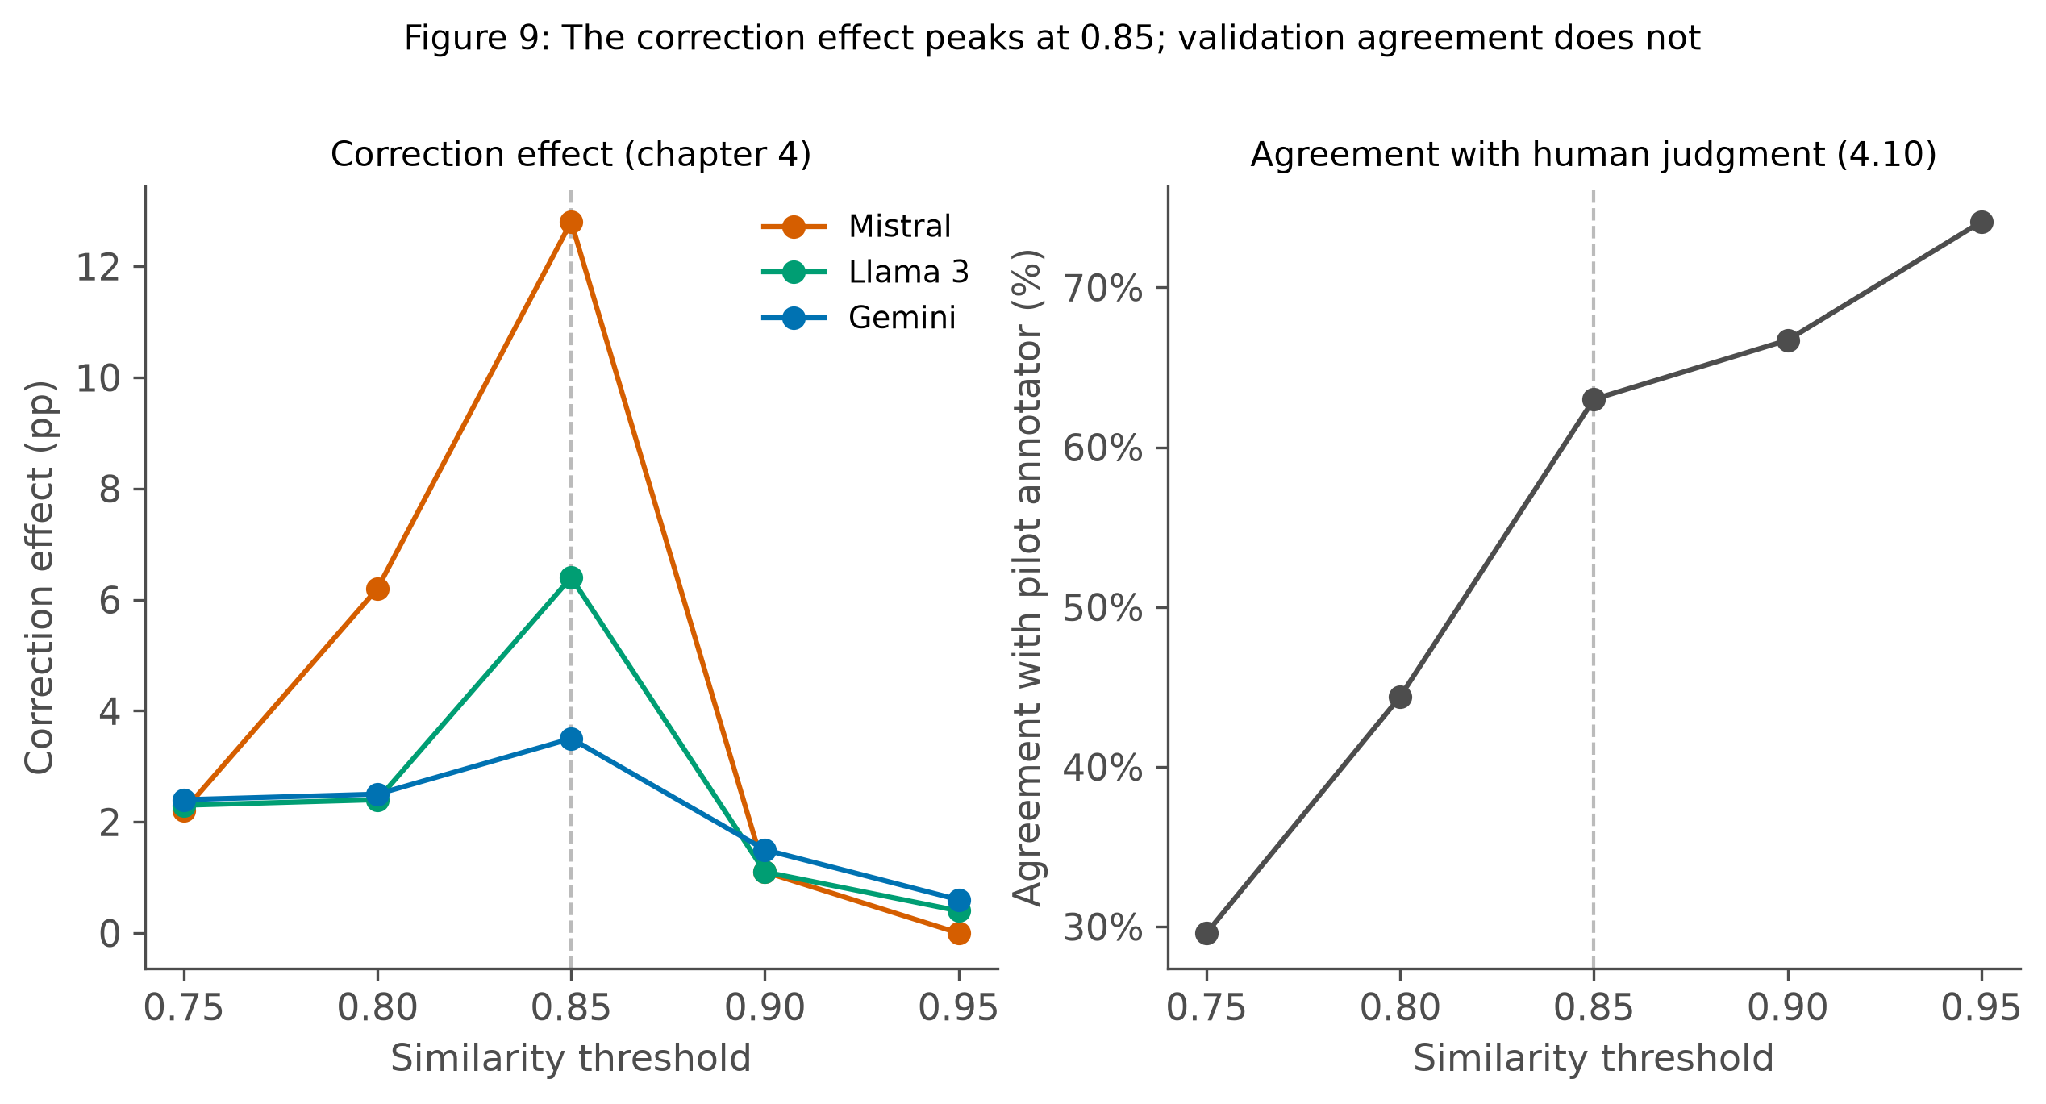 Figure 9: The correction effect peaks at 0.85; validation agreement does not
Correction effect (chapter 4)
Correction effect (pp)
12
10
8
6
4
2
0
Mistral
Llama 3
Gemini
0.75
0.80
0.85
0.90
0.95
Similarity threshold
Agreement with human judgment (4.10)
Agreement with pilot annotator (%)
70%
60%
50%
40%
30%
0.75
0.80
0.85
0.90
0.95
Similarity threshold